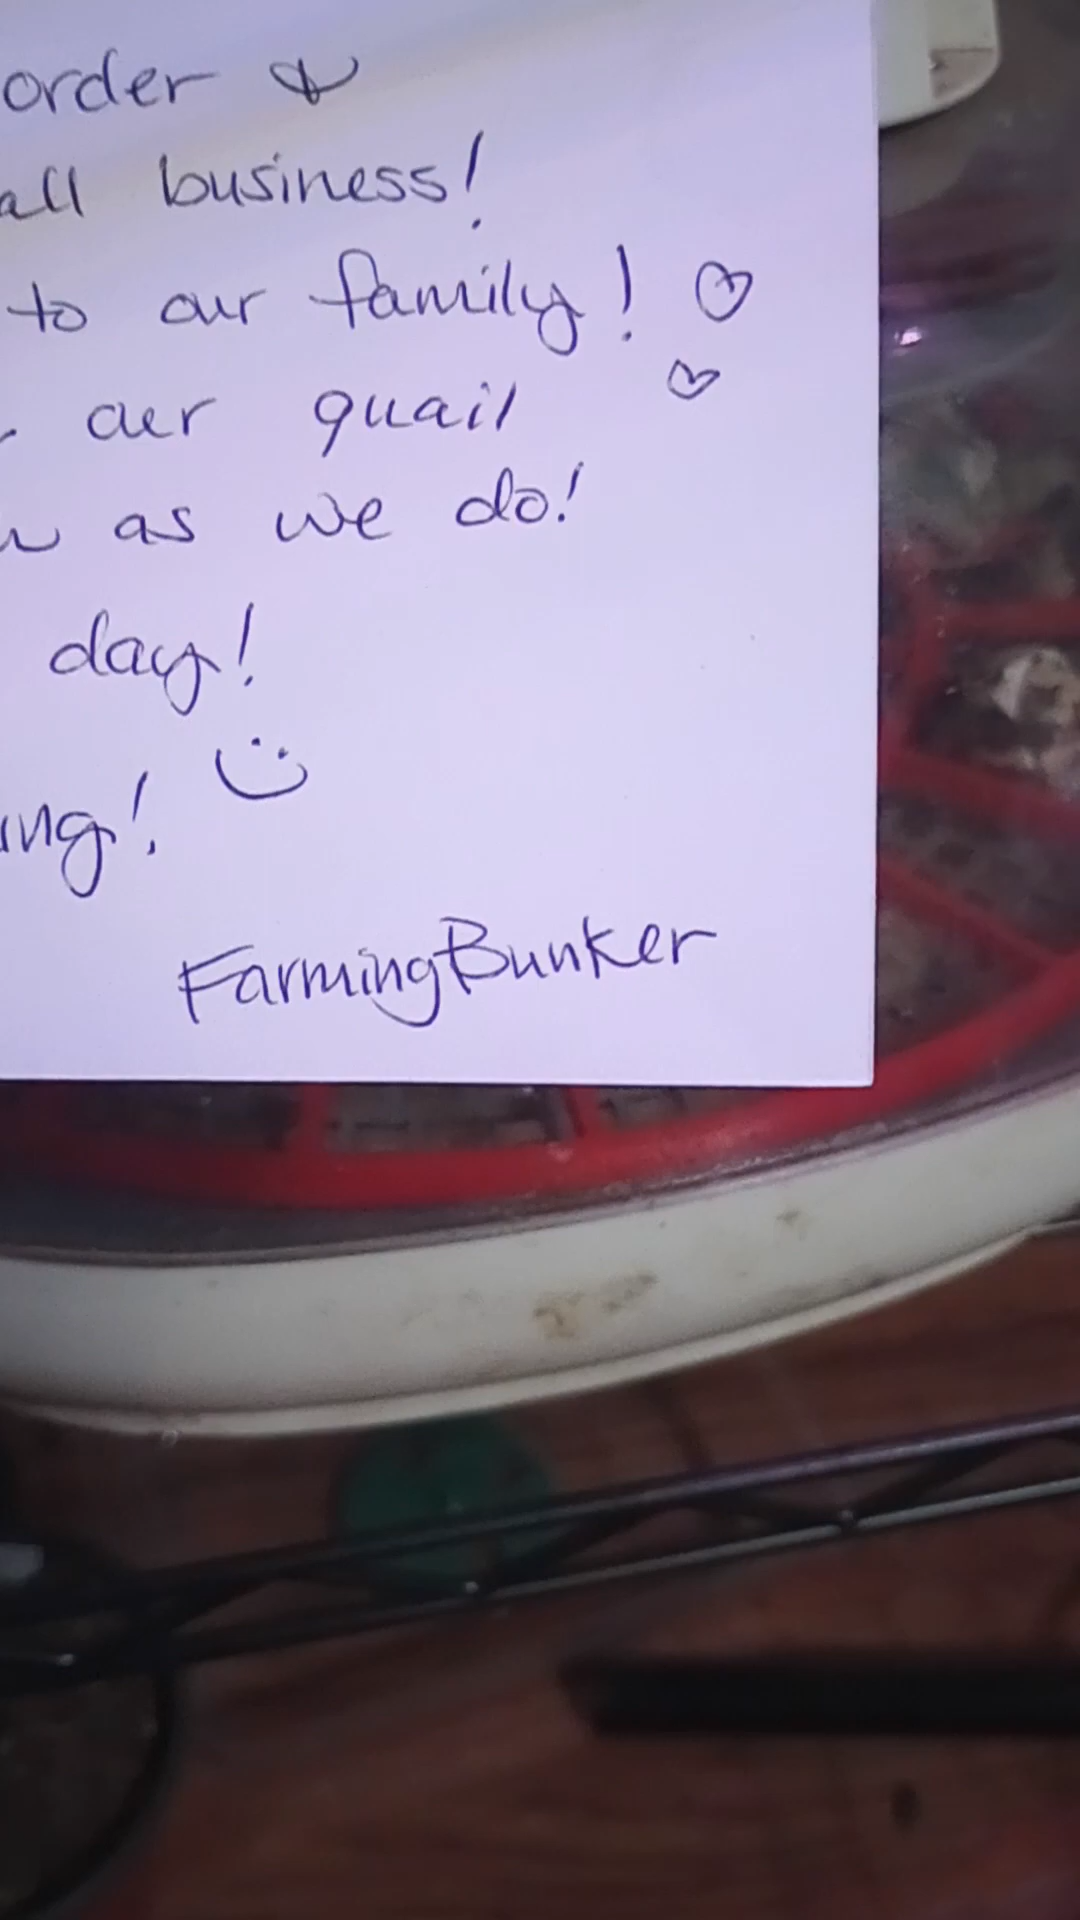 order &
all business!
to our family! ♡
our quail ♡
as we do!
day!
ing!
FarmingBunker